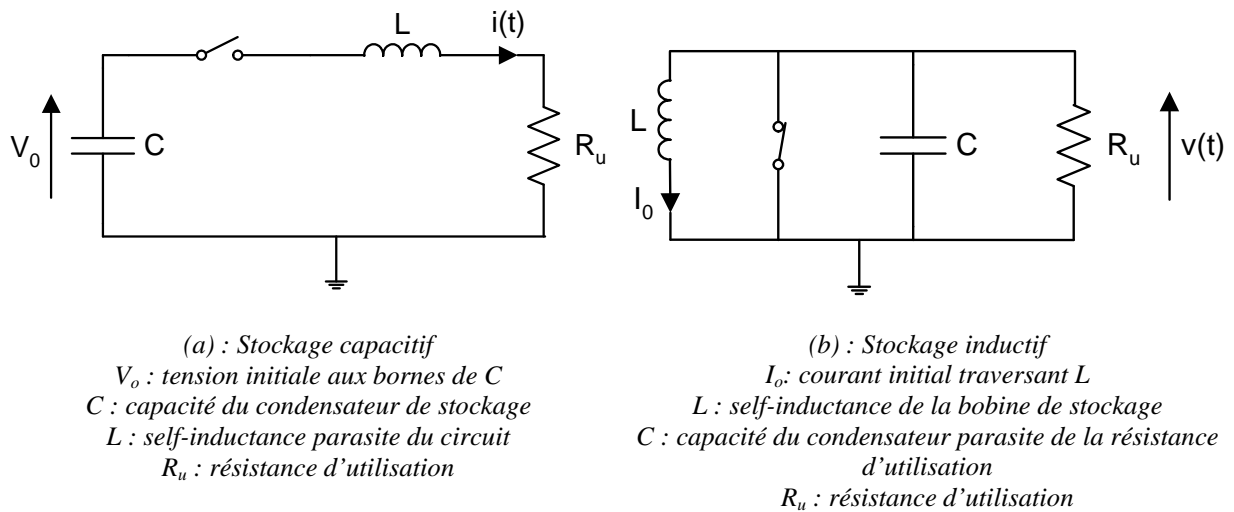 L
i(t)
V₀
C
Rᵤ
L
I₀
C
Rᵤ
v(t)
(a) : Stockage capacitif
Vₒ : tension initiale aux bornes de C
C : capacité du condensateur de stockage
L : self-inductance parasite du circuit
Rᵤ : résistance d’utilisation
(b) : Stockage inductif
Iₒ: courant initial traversant L
L : self-inductance de la bobine de stockage
C : capacité du condensateur parasite de la résistance
d’utilisation
Rᵤ : résistance d’utilisation